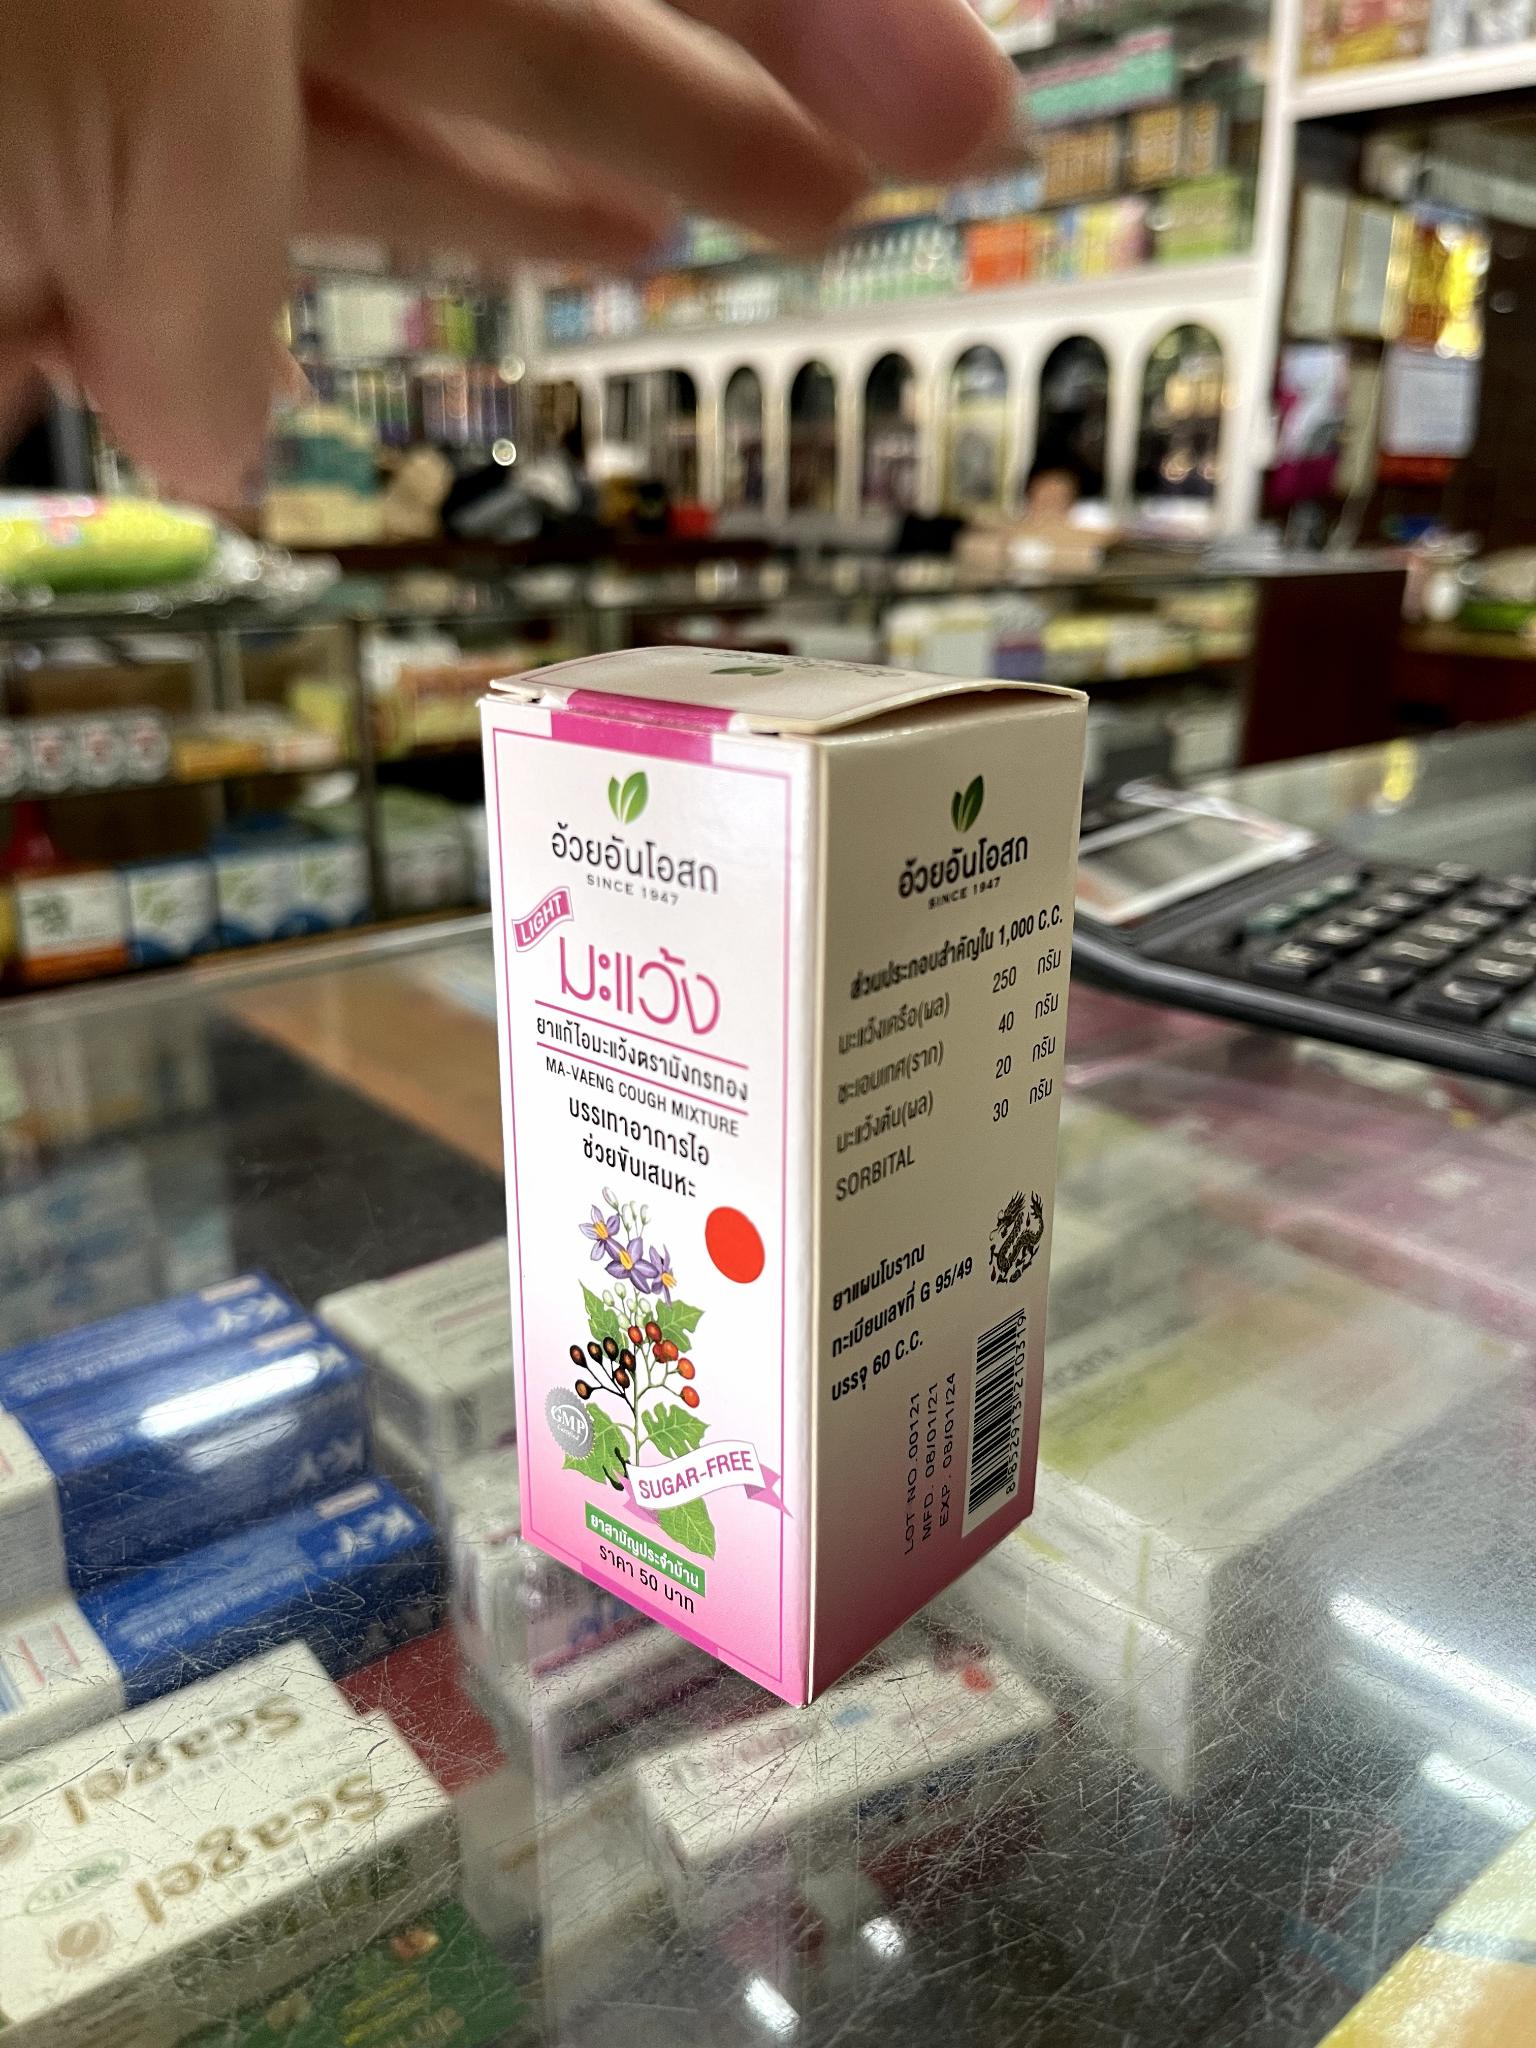 อ้วยอันโอสถ
SINCE 1947
LIGHT
มะแว้ง
ยาแก้ไอมะแว้งตรามังกรทอง
MA-VAENG COUGH MIXTURE
บรรเทาอาการไอ
ช่วยขับเสมหะ
GMP
SUGAR-FREE
ยาสามัญประจำบ้าน
ราคา 50 บาท
อ้วยอันโอสถ
SINCE 1947
ส่วนประกอบสำคัญใน 1,000 C.C.
มะแว้งเครือ(ผล) 250 กรัม
ชะเอมเทศ(ราก) 40 กรัม
มะแว้งต้น(ผล) 20 กรัม
SORBITAL 30 กรัม
ยาแผนโบราณ
ทะเบียนเลขที่ G 95/49
บรรจุ 60 C.C.
LOT NO.00121
MFD. 08/01/21
EXP. 08/01/24
8852913210319
K-Y
K-Y
Scagel
Scagel